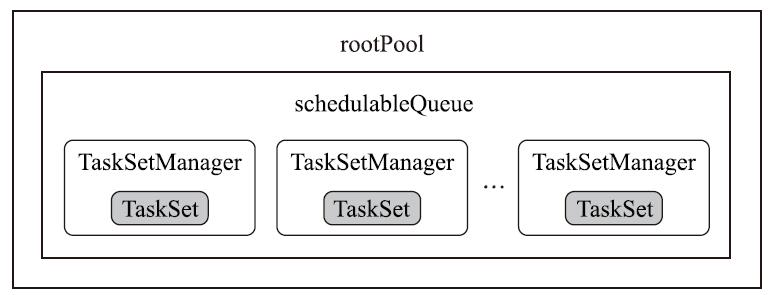 rootPool
schedulableQueue
TaskSetManager TaskSetManager TaskSetManager
TaskSet TaskSet ... TaskSet